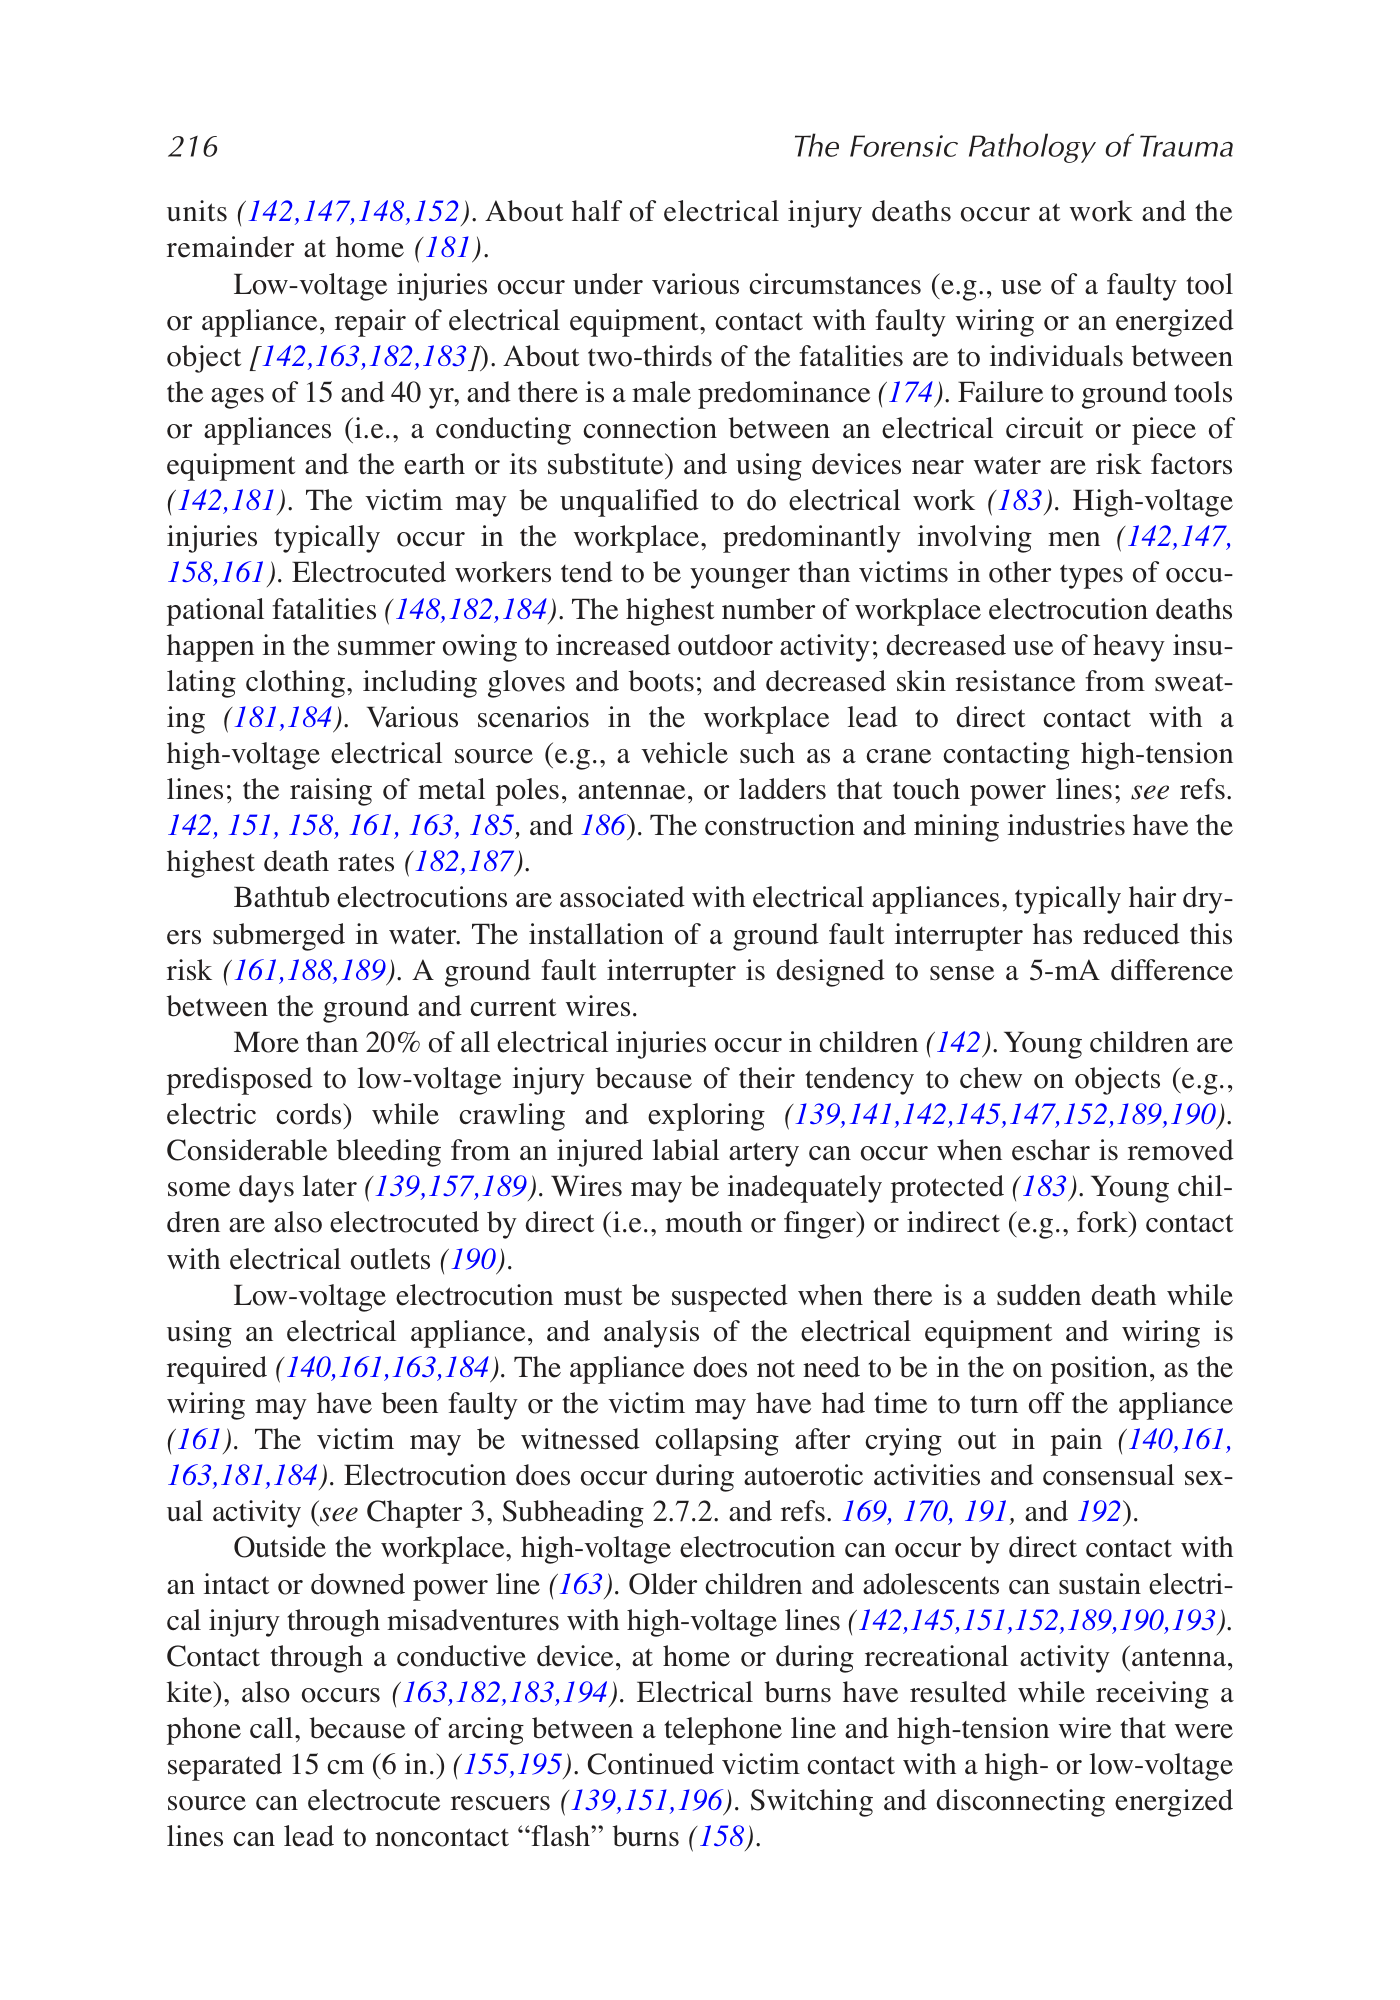 216 The Forensic Pathology of Trauma
units (142,147,148,152). About half of electrical injury deaths occur at work and the
remainder at home (181).
Low-voltage injuries occur under various circumstances (e.g., use of a faulty tool
or appliance, repair of electrical equipment, contact with faulty wiring or an energized
object [142,163,182,183]). About two-thirds of the fatalities are to individuals between
the ages of 15 and 40 yr, and there is a male predominance (174). Failure to ground tools
or appliances (i.e., a conducting connection between an electrical circuit or piece of
equipment and the earth or its substitute) and using devices near water are risk factors
(142,181). The victim may be unqualified to do electrical work (183). High-voltage
injuries typically occur in the workplace, predominantly involving men (142,147,
158,161). Electrocuted workers tend to be younger than victims in other types of occu-
pational fatalities (148,182,184). The highest number of workplace electrocution deaths
happen in the summer owing to increased outdoor activity; decreased use of heavy insu-
lating clothing, including gloves and boots; and decreased skin resistance from sweat-
ing (181,184). Various scenarios in the workplace lead to direct contact with a
high-voltage electrical source (e.g., a vehicle such as a crane contacting high-tension
lines; the raising of metal poles, antennae, or ladders that touch power lines; see refs.
142, 151, 158, 161, 163, 185, and 186). The construction and mining industries have the
highest death rates (182,187).
Bathtub electrocutions are associated with electrical appliances, typically hair dry-
ers submerged in water. The installation of a ground fault interrupter has reduced this
risk (161,188,189). A ground fault interrupter is designed to sense a 5-mA difference
between the ground and current wires.
More than 20% of all electrical injuries occur in children (142). Young children are
predisposed to low-voltage injury because of their tendency to chew on objects (e.g.,
electric cords) while crawling and exploring (139,141,142,145,147,152,189,190).
Considerable bleeding from an injured labial artery can occur when eschar is removed
some days later (139,157,189). Wires may be inadequately protected (183). Young chil-
dren are also electrocuted by direct (i.e., mouth or finger) or indirect (e.g., fork) contact
with electrical outlets (190).
Low-voltage electrocution must be suspected when there is a sudden death while
using an electrical appliance, and analysis of the electrical equipment and wiring is
required (140,161,163,184). The appliance does not need to be in the on position, as the
wiring may have been faulty or the victim may have had time to turn off the appliance
(161). The victim may be witnessed collapsing after crying out in pain (140,161,
163,181,184). Electrocution does occur during autoerotic activities and consensual sex-
ual activity (see Chapter 3, Subheading 2.7.2. and refs. 169, 170, 191, and 192).
Outside the workplace, high-voltage electrocution can occur by direct contact with
an intact or downed power line (163). Older children and adolescents can sustain electri-
cal injury through misadventures with high-voltage lines (142,145,151,152,189,190,193).
Contact through a conductive device, at home or during recreational activity (antenna,
kite), also occurs (163,182,183,194). Electrical burns have resulted while receiving a
phone call, because of arcing between a telephone line and high-tension wire that were
separated 15 cm (6 in.) (155,195). Continued victim contact with a high- or low-voltage
source can electrocute rescuers (139,151,196). Switching and disconnecting energized
lines can lead to noncontact “flash” burns (158).